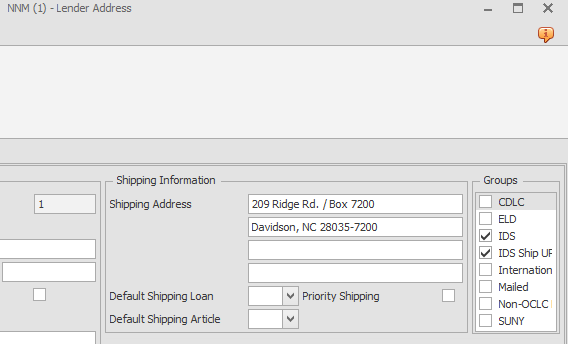 NNM (1) - Lender Address
Shipping Information
Groups
1
Shipping Address
209 Ridge Rd. / Box 7200
Davidson, NC 28035-7200
Default Shipping Loan
Priority Shipping
Default Shipping Article
CDLC
ELD
IDS
IDS Ship
Internation
Mailed
Non-OCLC
SUNY